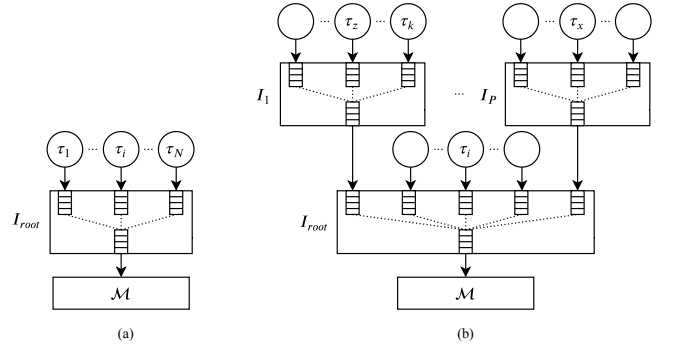 ... τz ... τk
... τx ...
I1
... IP
τ1 ... τi ... τN
... τi ...
Iroot
Iroot
ℳ
ℳ
(a)
(b)